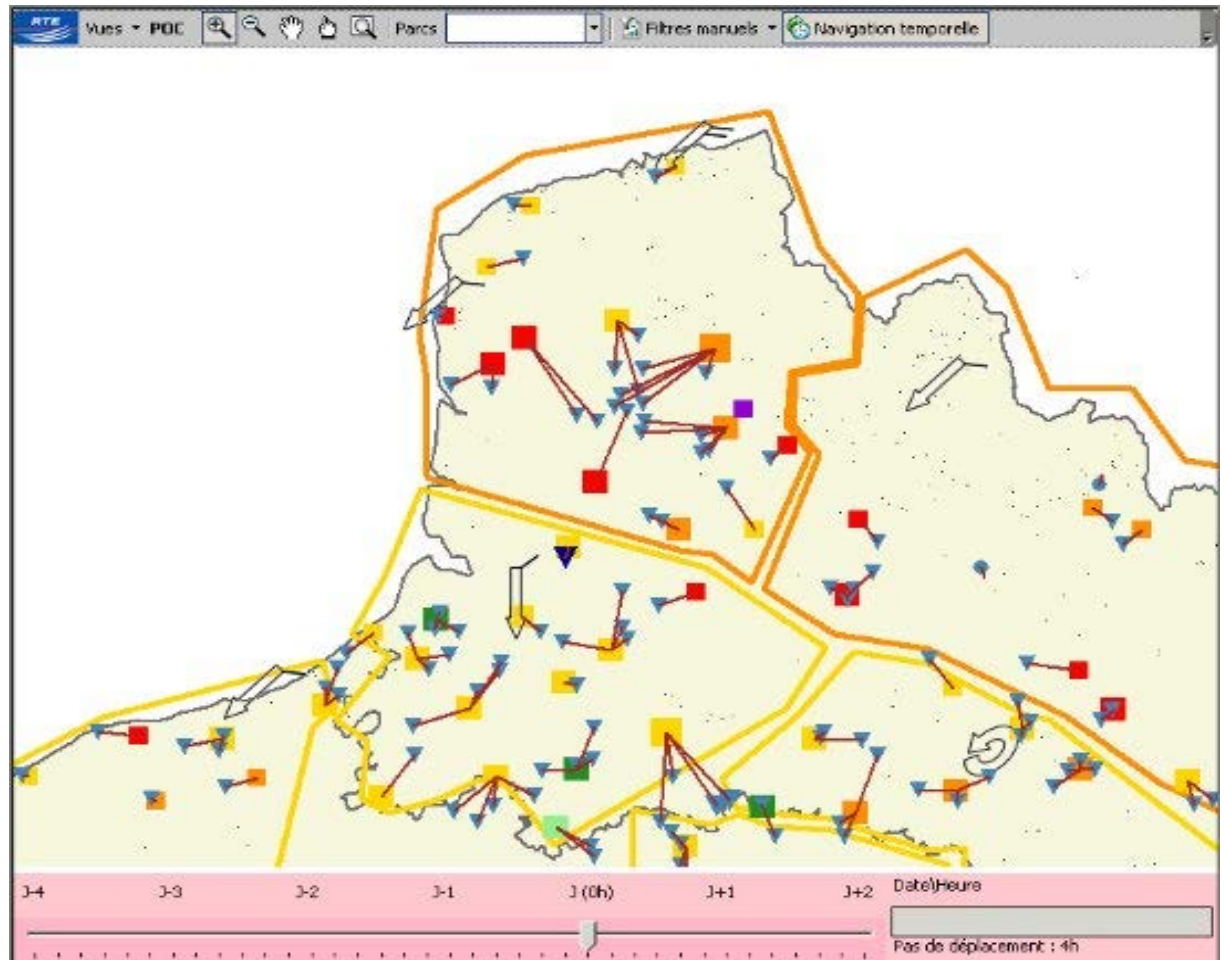 RTE Vues POC Parcs Filtres manuels Navigation temporelle
J-4 J-3 J-2 J-1 J (0h) J+1 J+2 Date\Heure
Pas de déplacement : 4h